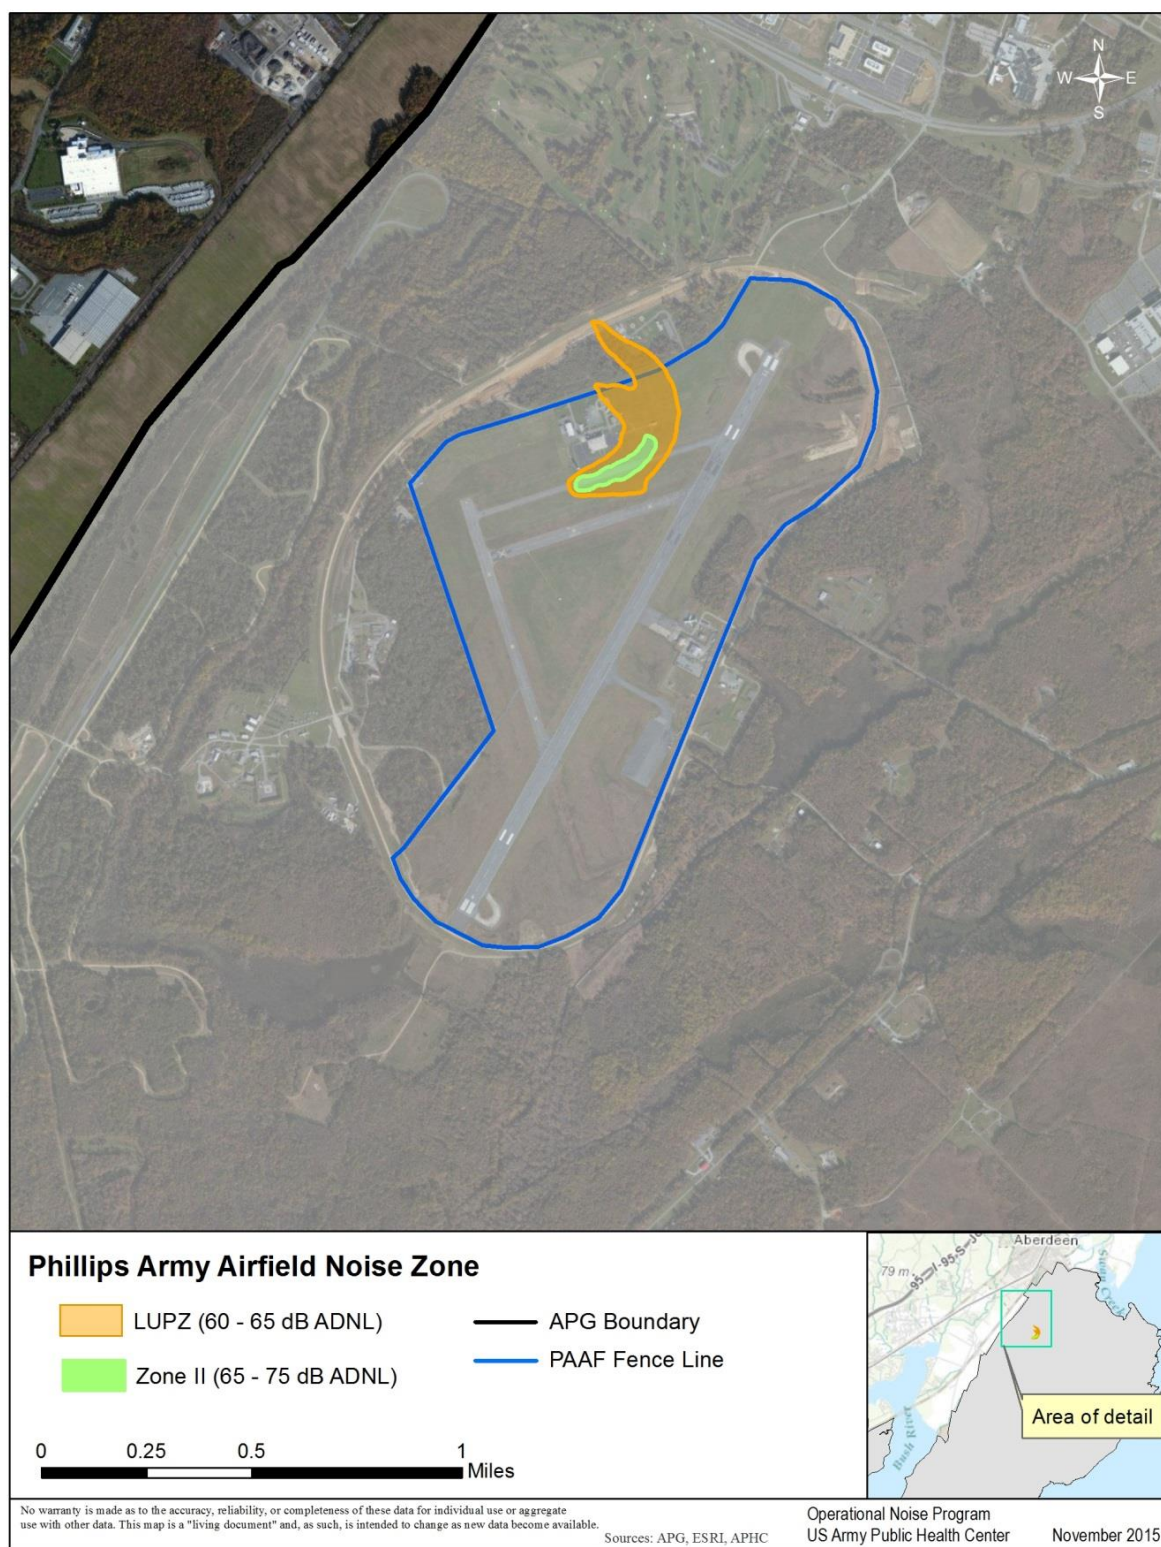 N
W E
S
Phillips Army Airfield Noise Zone
LUPZ (60 - 65 dB ADNL)
APG Boundary
Zone II (65 - 75 dB ADNL)
PAAF Fence Line
0 0.25 0.5 1
Miles
Aberdeen
79 m
Bush River
Area of detail
No warranty is made as to the accuracy, reliability, or completeness of these data for individual use or aggregate
use with other data. This map is a "living document" and, as such, is intended to change as new data become available.
Sources: APG, ESRI, APHC
Operational Noise Program
US Army Public Health Center
November 2015